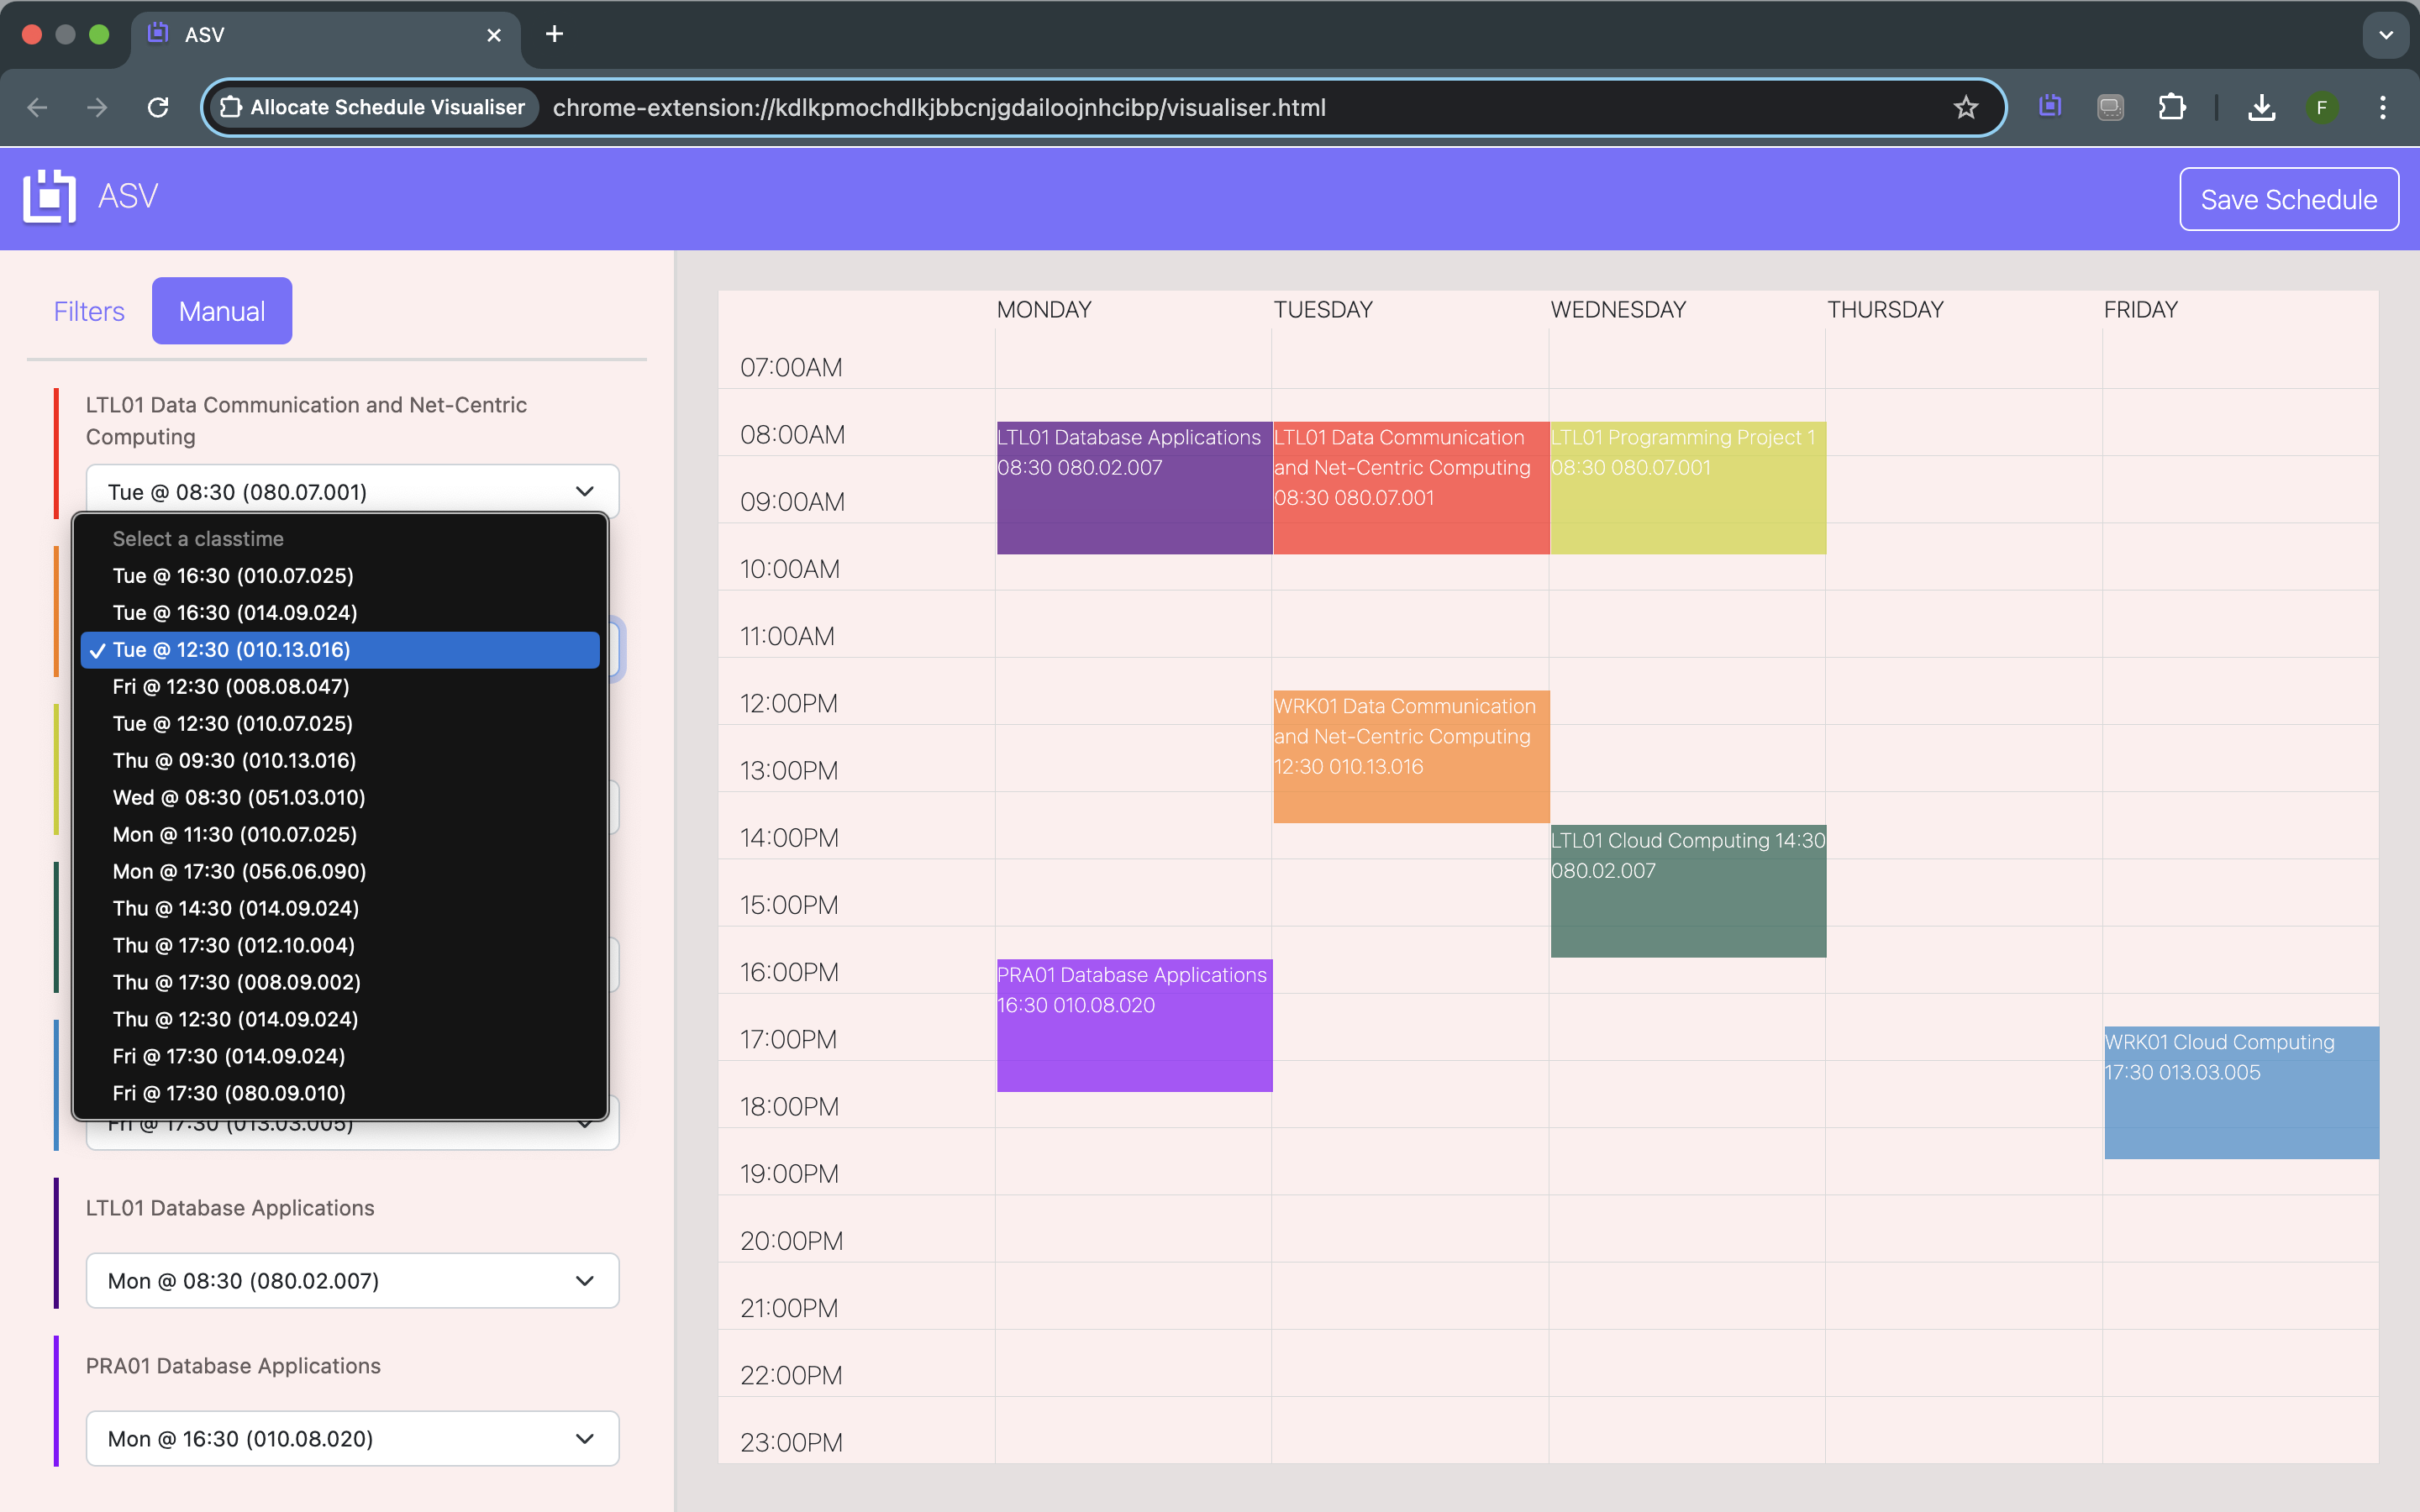 ASV
Allocate Schedule Visualiser
chrome-extension://kdlkpmochdlkjbbcnjgdailoojnhcibp/visualiser.html
F
ASV
Save Schedule
Filters
Manual
LTL01 Data Communication and Net-Centric
Computing
Tue @ 08:30 (080.07.001)
Select a classtime
Tue @ 16:30 (010.07.025)
Tue @ 16:30 (014.09.024)
✓ Tue @ 12:30 (010.13.016)
Fri @ 12:30 (008.08.047)
Tue @ 12:30 (010.07.025)
Thu @ 09:30 (010.13.016)
Wed @ 08:30 (051.03.010)
Mon @ 11:30 (010.07.025)
Mon @ 17:30 (056.06.090)
Thu @ 14:30 (014.09.024)
Thu @ 17:30 (012.10.004)
Thu @ 17:30 (008.09.002)
Thu @ 12:30 (014.09.024)
Fri @ 17:30 (014.09.024)
Fri @ 17:30 (080.09.010)
Fri @ 17:30 (013.03.005)
LTL01 Database Applications
Mon @ 08:30 (080.02.007)
PRA01 Database Applications
Mon @ 16:30 (010.08.020)
MONDAY
TUESDAY
WEDNESDAY
THURSDAY
FRIDAY
07:00AM
08:00AM
09:00AM
10:00AM
11:00AM
12:00PM
13:00PM
14:00PM
15:00PM
16:00PM
17:00PM
18:00PM
19:00PM
20:00PM
21:00PM
22:00PM
23:00PM
LTL01 Database Applications
08:30 080.02.007
PRA01 Database Applications
16:30 010.08.020
LTL01 Data Communication
and Net-Centric Computing
08:30 080.07.001
WRK01 Data Communication
and Net-Centric Computing
12:30 010.13.016
LTL01 Programming Project 1
08:30 080.07.001
LTL01 Cloud Computing 14:30
080.02.007
WRK01 Cloud Computing
17:30 013.03.005